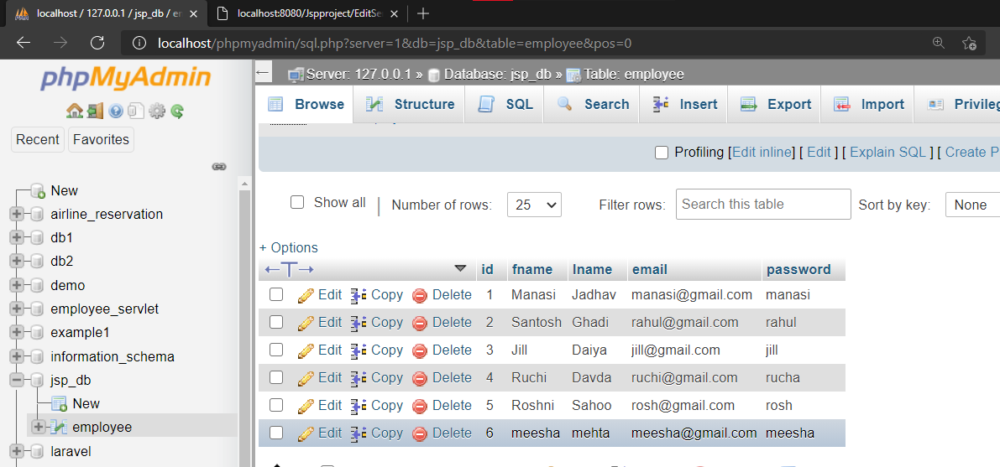 localhost / 127.0.0.1 / jsp_db / er
localhost:8080/Jspproject/EditSe
localhost/phpmyadmin/sql.php?server=1&db=jsp_db&table=employee&pos=0
phpMyAdmin
Recent Favorites
New
airline_reservation
db1
db2
demo
employee_servlet
example1
information_schema
jsp_db
New
employee
laravel
Server: 127.0.0.1 » Database: jsp_db » Table: employee
Browse Structure SQL Search Insert Export Import Privileg
Profiling [Edit inline] [ Edit ] [ Explain SQL ] [ Create P
Show all | Number of rows: 25 Filter rows: Search this table Sort by key: None
+ Options
←T→ id fname lname email password
Edit Copy Delete 1 Manasi Jadhav manasi@gmail.com manasi
Edit Copy Delete 2 Santosh Ghadi rahul@gmail.com rahul
Edit Copy Delete 3 Jill Daiya jill@gmail.com jill
Edit Copy Delete 4 Ruchi Davda ruchi@gmail.com rucha
Edit Copy Delete 5 Roshni Sahoo rosh@gmail.com rosh
Edit Copy Delete 6 meesha mehta meesha@gmail.com meesha